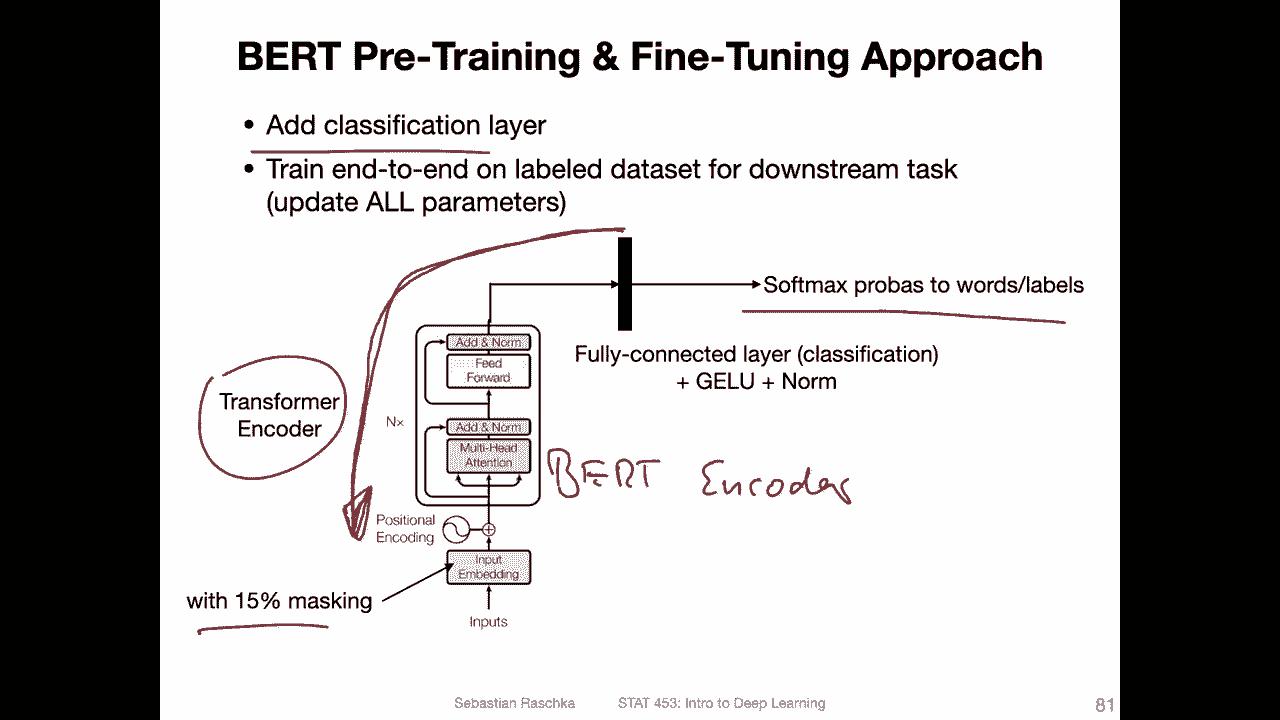 BERT Pre-Training & Fine-Tuning Approach
• Add classification layer
• Train end-to-end on labeled dataset for downstream task
(update ALL parameters)
Softmax probas to words/labels
Add & Norm
Feed
Forward
Fully-connected layer (classification)
+ GELU + Norm
Transformer
Encoder
Nx
Add & Norm
Multi-Head
Attention
BERT Encoder
Positional
Encoding
Input
Embedding
with 15% masking
Inputs
Sebastian Raschka STAT 453: Intro to Deep Learning 81